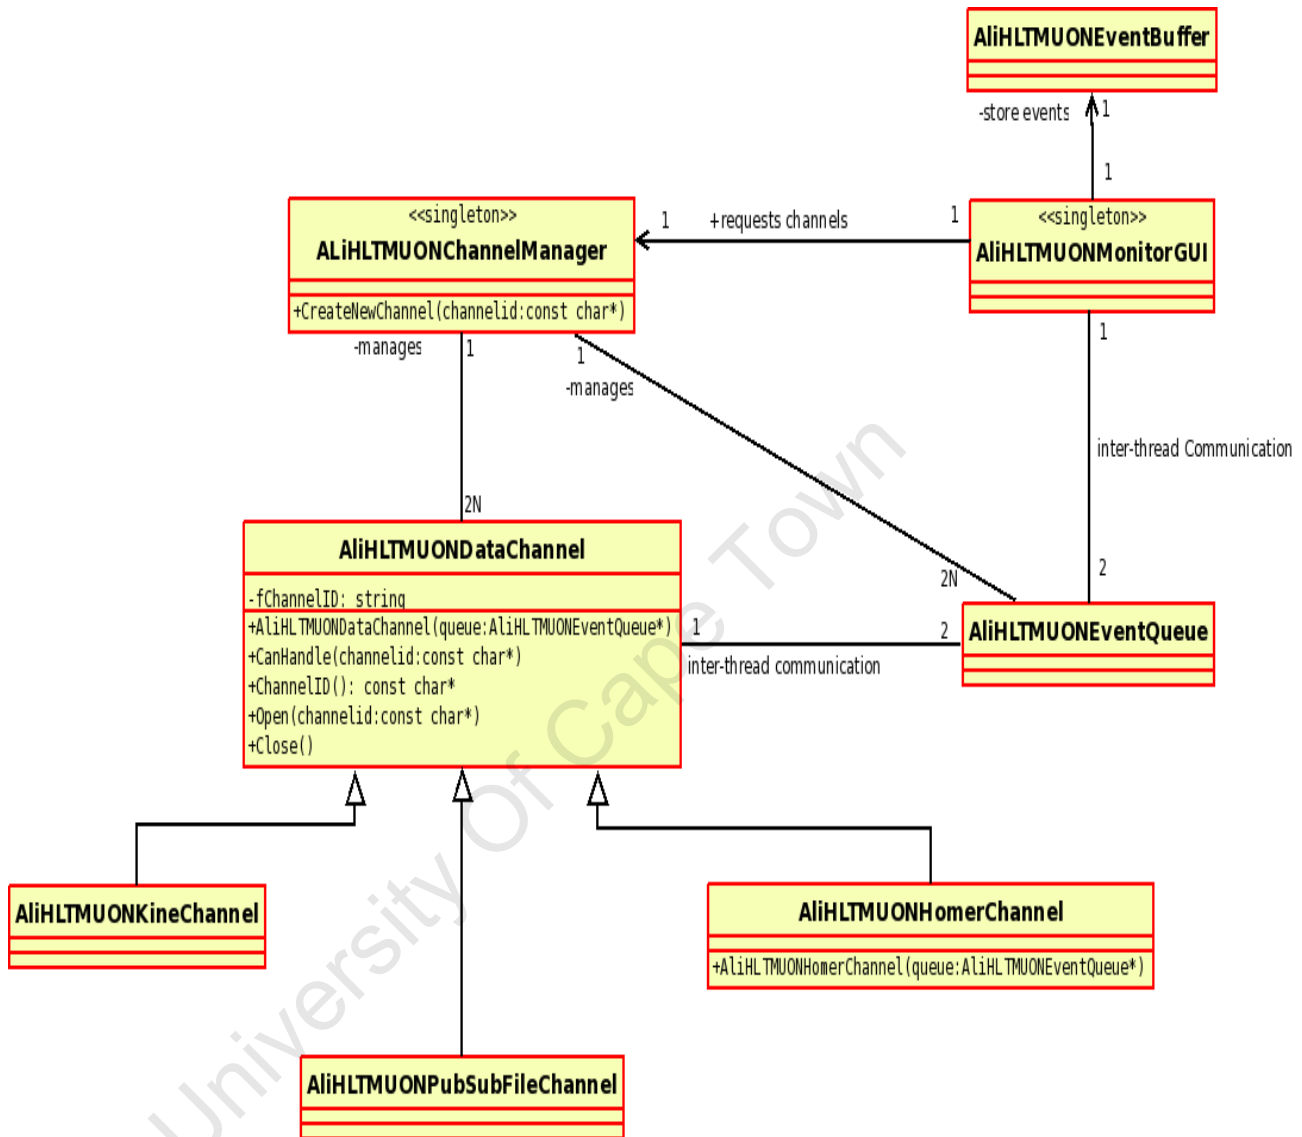 AliHLTMUONEventBuffer
-store events
1
1
<<singleton>>
ALiHLTMUONChannelManager
+CreateNewChannel(channelid:const char*)
1
+requests channels
1
<<singleton>>
AliHLTMUONMonitorGUI
-manages
1
1
-manages
1
inter-thread Communication
2N
2N
2
AliHLTMUONDataChannel
-fChannelID: string
+AliHLTMUONDataChannel(queue:AliHLTMUONEventQueue*)
+CanHandle(channelid:const char*)
+ChannelID(): const char*
+Open(channelid:const char*)
+Close()
1
2
inter-thread communication
AliHLTMUONEventQueue
AliHLTMUONKineChannel
AliHLTMUONHomerChannel
+AliHLTMUONHomerChannel(queue:AliHLTMUONEventQueue*)
AliHLTMUONPubSubFileChannel
University Of Cape Town